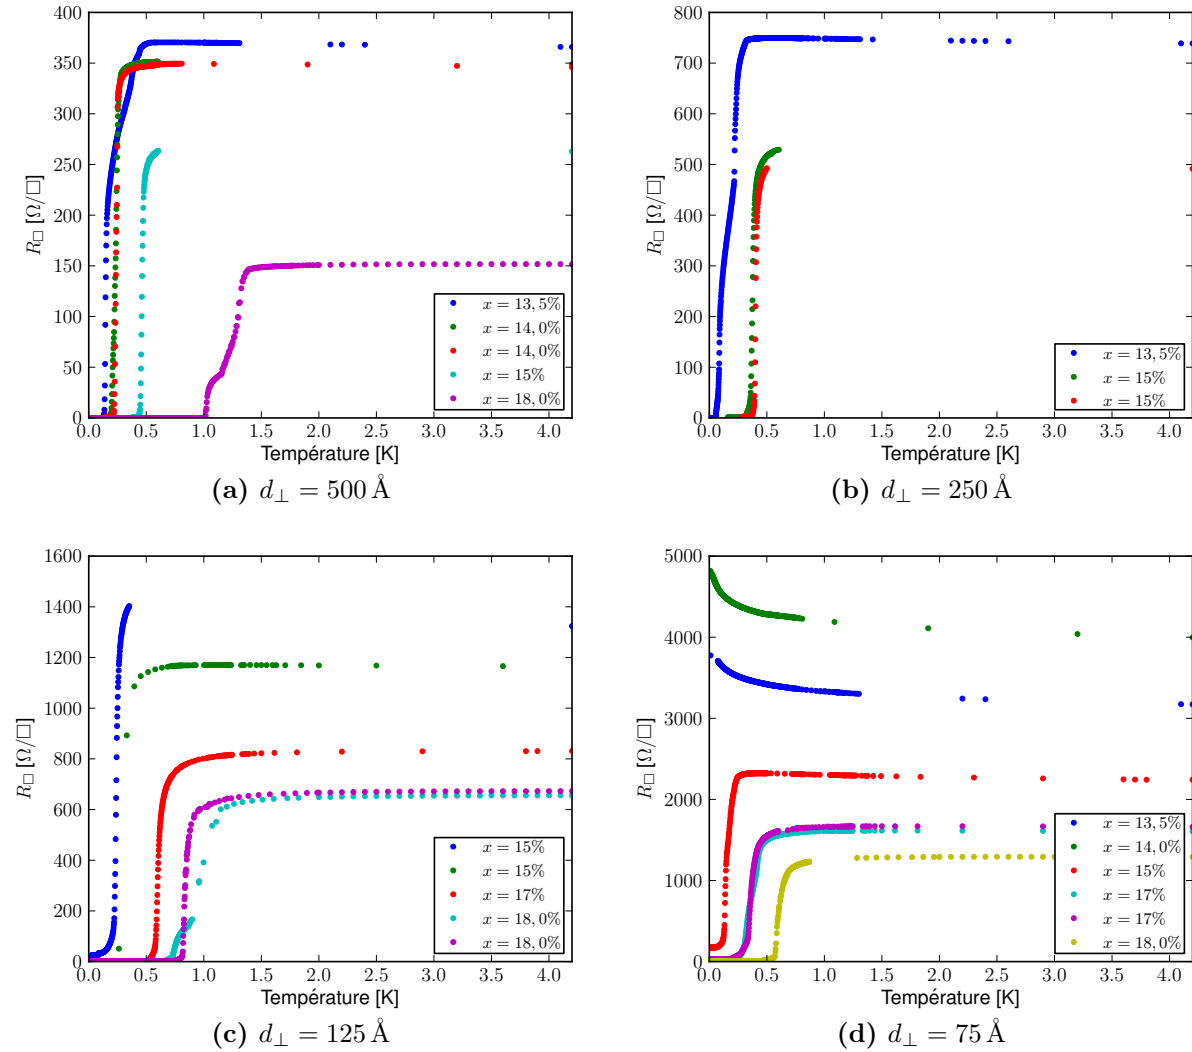 400
350
300
250
200
150
100
50
0
R□ [Ω/□]
0.0 0.5 1.0 1.5 2.0 2.5 3.0 3.5 4.0
Température [K]
x = 13,5%
x = 14,0%
x = 14,0%
x = 15%
x = 18,0%
(a) d⊥ = 500 Å
800
700
600
500
400
300
200
100
0
R□ [Ω/□]
0.0 0.5 1.0 1.5 2.0 2.5 3.0 3.5 4.0
Température [K]
x = 13,5%
x = 15%
x = 15%
(b) d⊥ = 250 Å
1600
1400
1200
1000
800
600
400
200
0
R□ [Ω/□]
0.0 0.5 1.0 1.5 2.0 2.5 3.0 3.5 4.0
Température [K]
x = 15%
x = 15%
x = 17%
x = 18,0%
x = 18,0%
(c) d⊥ = 125 Å
5000
4000
3000
2000
1000
0
R□ [Ω/□]
0.0 0.5 1.0 1.5 2.0 2.5 3.0 3.5 4.0
Température [K]
x = 13,5%
x = 14,0%
x = 15%
x = 17%
x = 17%
x = 18,0%
(d) d⊥ = 75 Å